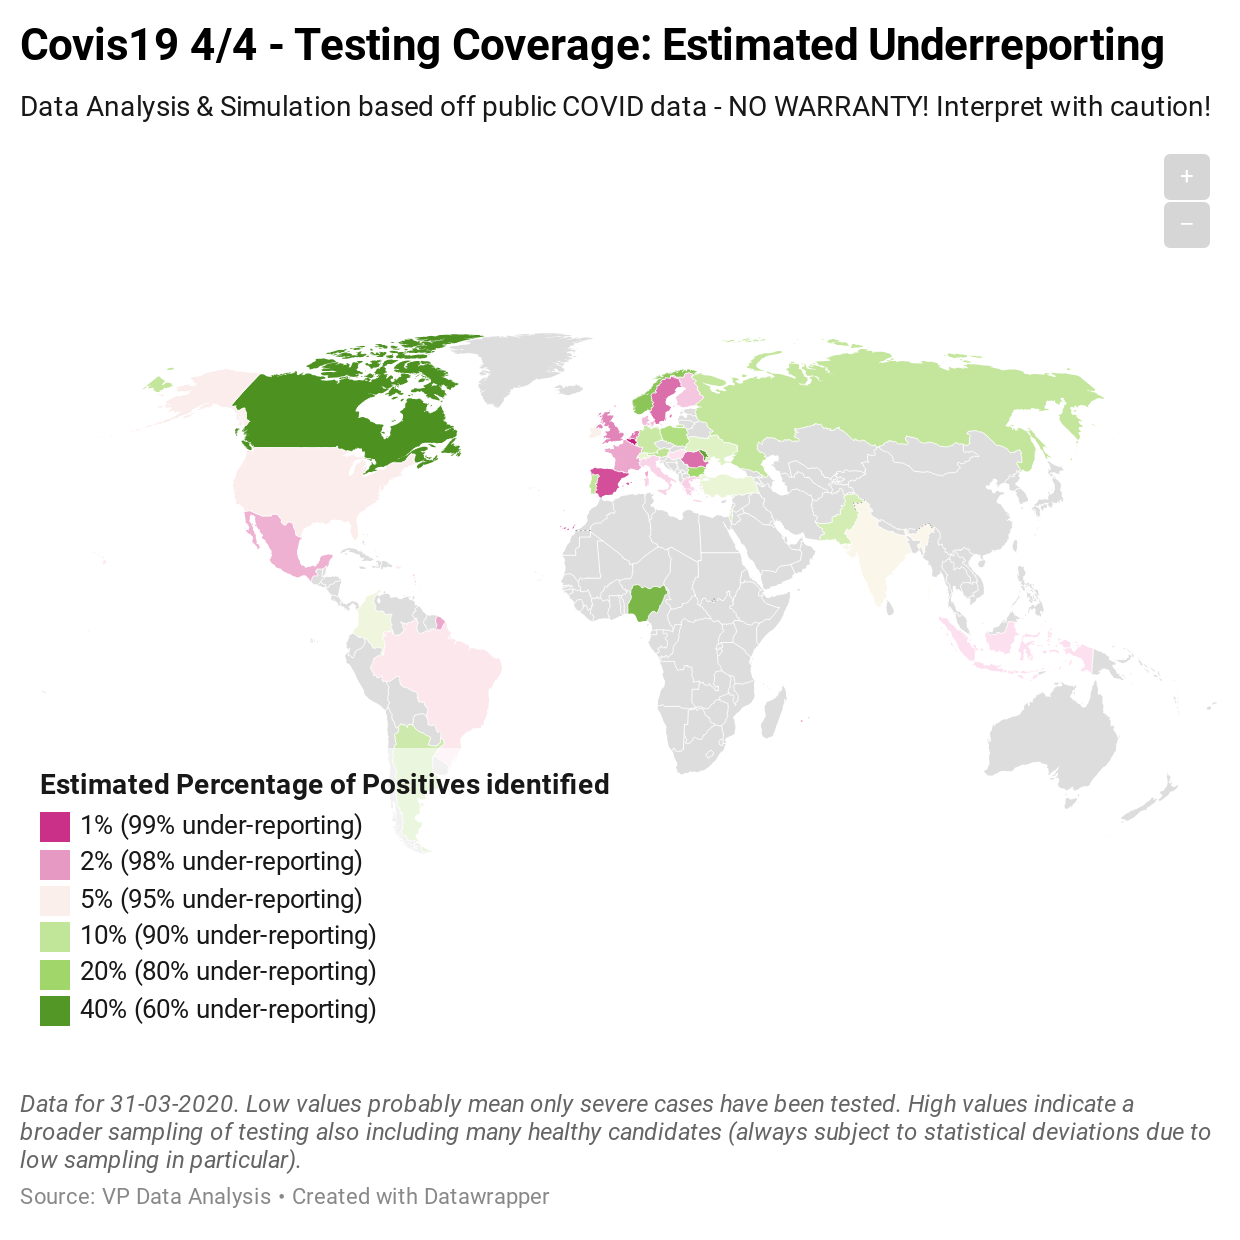 Covis19 4/4 - Testing Coverage: Estimated Underreporting
Data Analysis & Simulation based off public COVID data - NO WARRANTY! Interpret with caution!
+
−
Estimated Percentage of Positives identified
1% (99% under-reporting)
2% (98% under-reporting)
5% (95% under-reporting)
10% (90% under-reporting)
20% (80% under-reporting)
40% (60% under-reporting)
Data for 31-03-2020. Low values probably mean only severe cases have been tested. High values indicate a
broader sampling of testing also including many healthy candidates (always subject to statistical deviations due to
low sampling in particular).
Source: VP Data Analysis • Created with Datawrapper